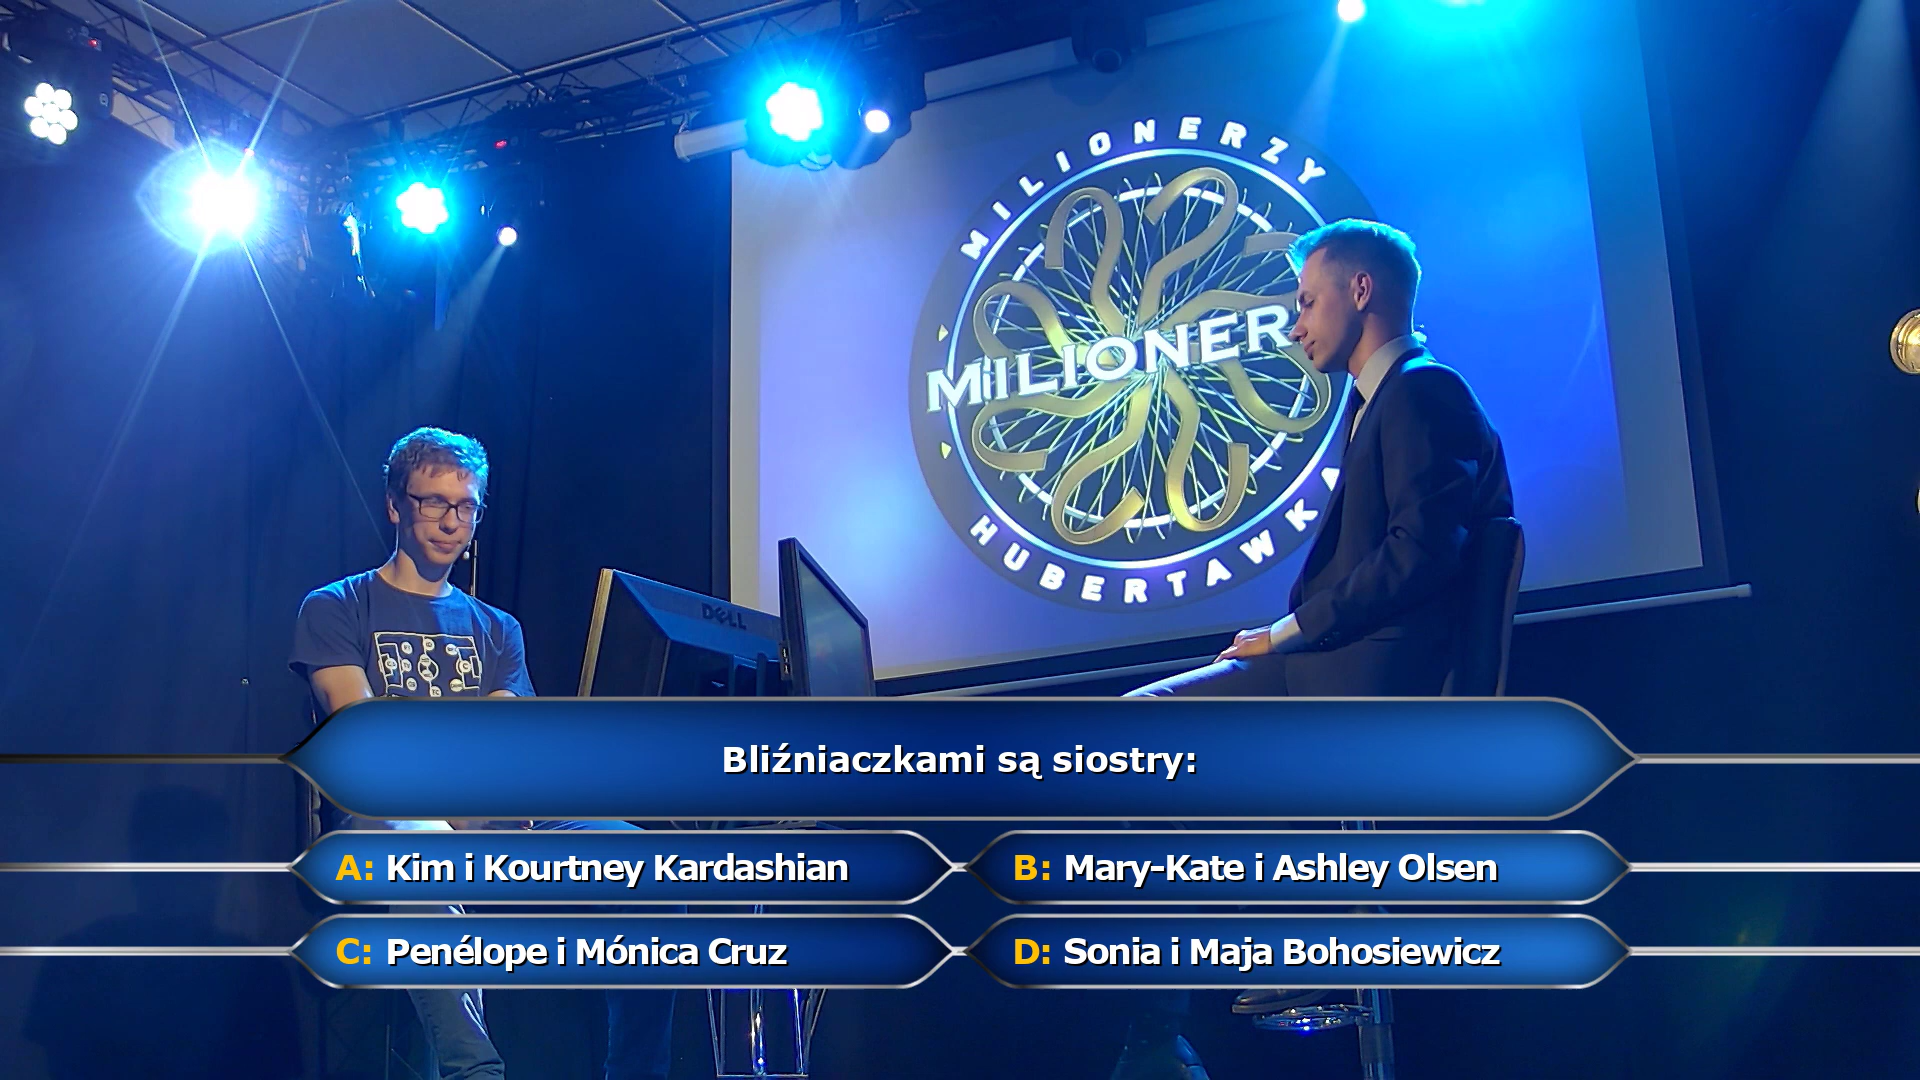 MILIONERZY
MILIONER
HUBERTAWKA
DELL
Bliźniaczkami są siostry:
A: Kim i Kourtney Kardashian
B: Mary-Kate i Ashley Olsen
C: Penélope i Mónica Cruz
D: Sonia i Maja Bohosiewicz